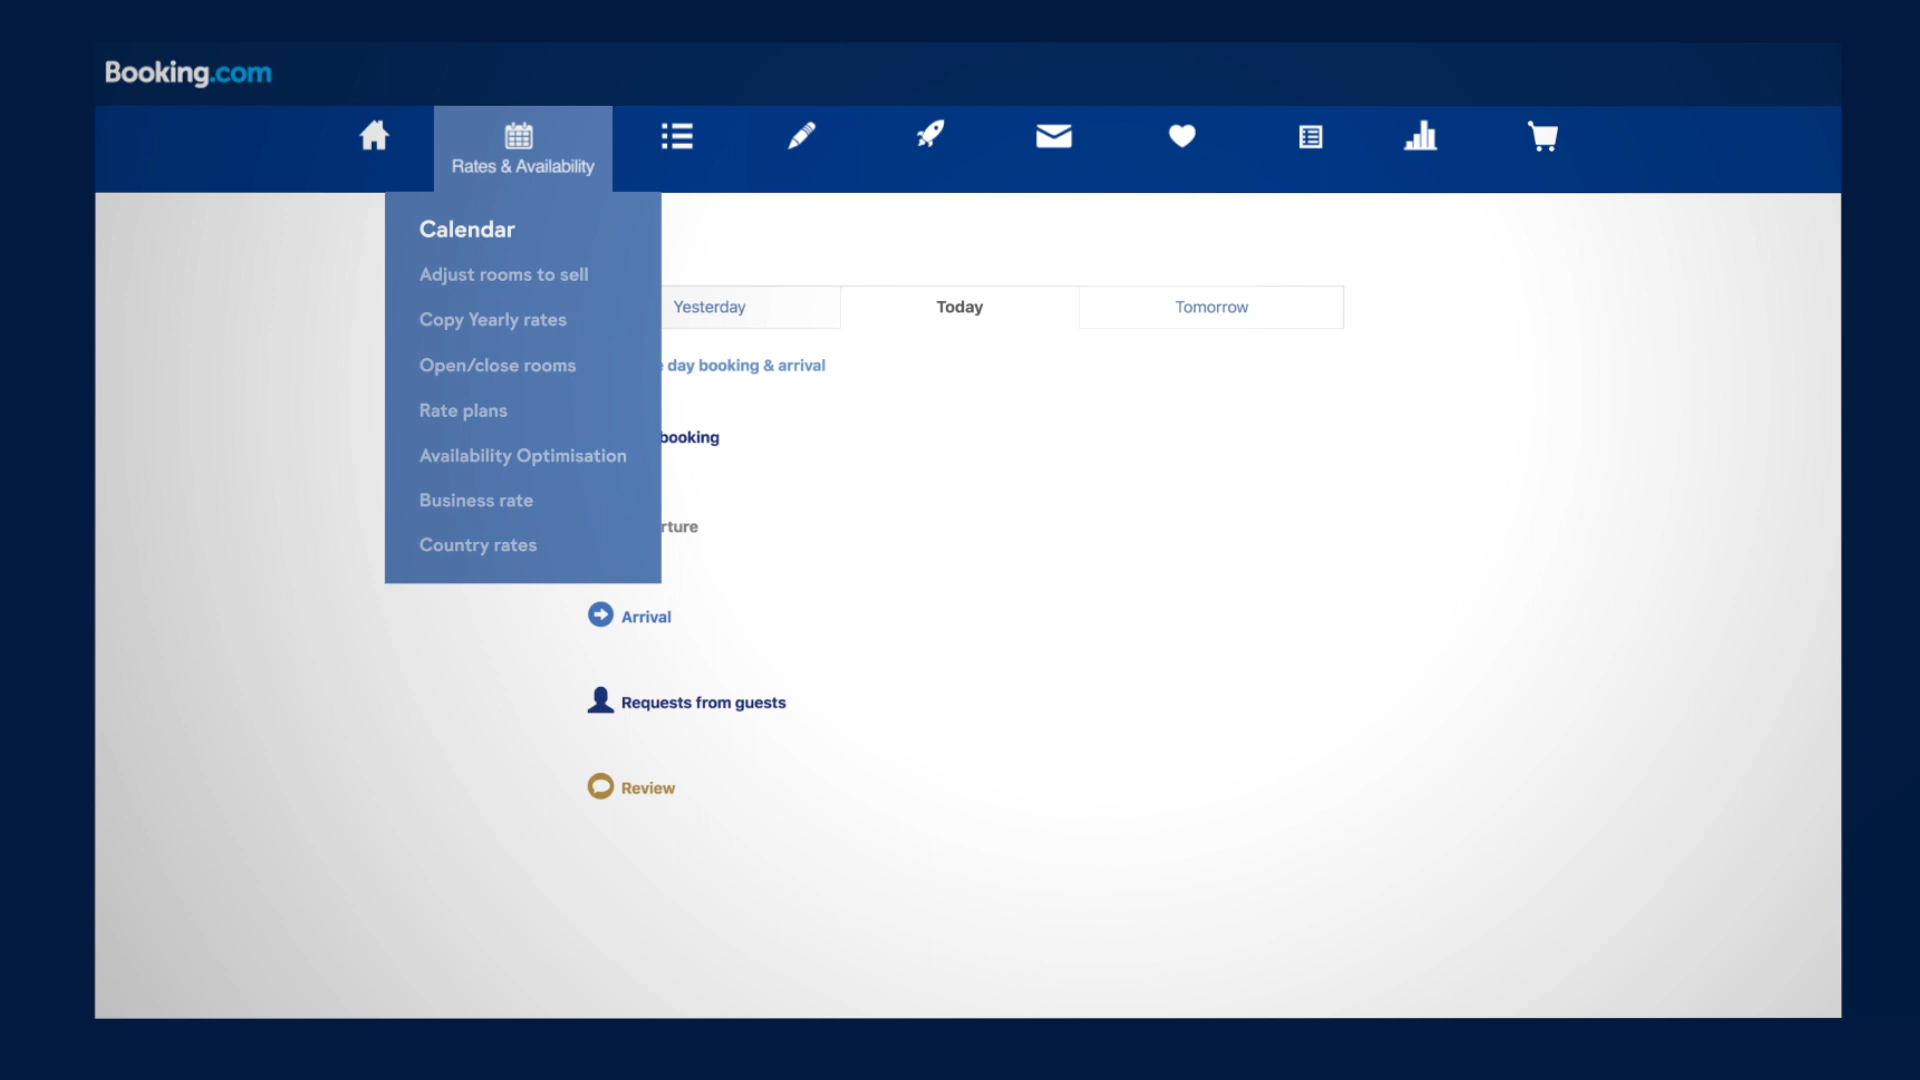 Booking.com
Rates & Availability
Calendar
Adjust rooms to sell
Copy Yearly rates
Open/close rooms
Rate plans
Availability Optimisation
Business rate
Country rates
Yesterday Today Tomorrow
day booking & arrival
booking
rture
Arrival
Requests from guests
Review